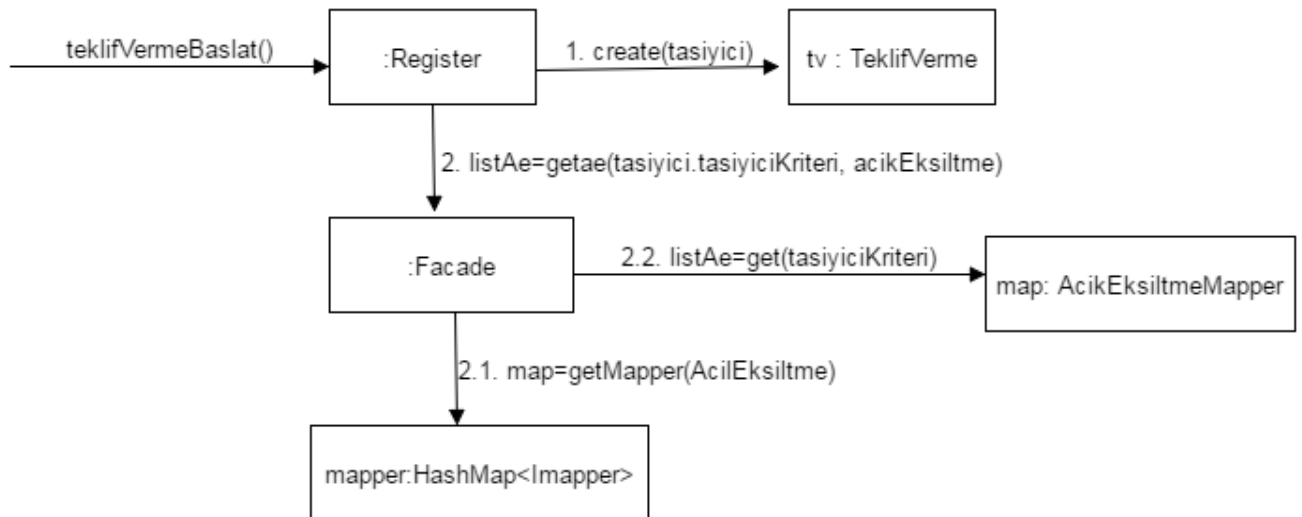 teklifVermeBaslat()
:Register
1. create(tasiyici)
tv : TeklifVerme
2. listAe=getae(tasiyici.tasiyiciKriteri, acikEksiltme)
:Facade
2.2. listAe=get(tasiyiciKriteri)
map: AcikEksiltmeMapper
2.1. map=getMapper(AcilEksiltme)
mapper:HashMap<Imapper>